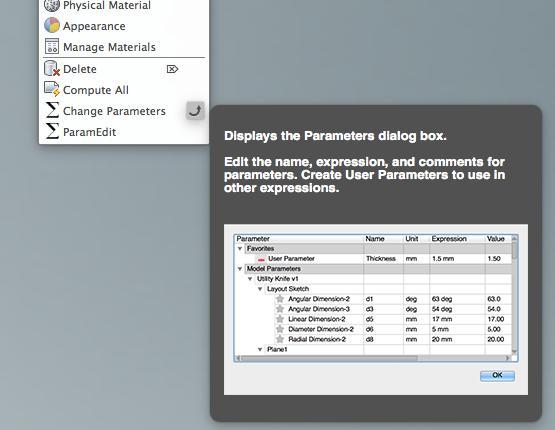 Physical Material
Appearance
Manage Materials
Delete
Compute All
Change Parameters
ParamEdit
Displays the Parameters dialog box.
Edit the name, expression, and comments for
parameters. Create User Parameters to use in
other expressions.
Parameter Name Unit Expression Value
Favorites
User Parameter Thickness mm 1.5 mm 1.50
Model Parameters
Utility Knife v1
Layout Sketch
Angular Dimension-2 d1 deg 63 deg 63.0
Angular Dimension-3 d3 deg 54 deg 54.0
Linear Dimension-2 d5 mm 17 mm 17.00
Diameter Dimension-2 d6 mm 5 mm 5.00
Radial Dimension-2 d8 mm 20 mm 20.00
Plane1
OK